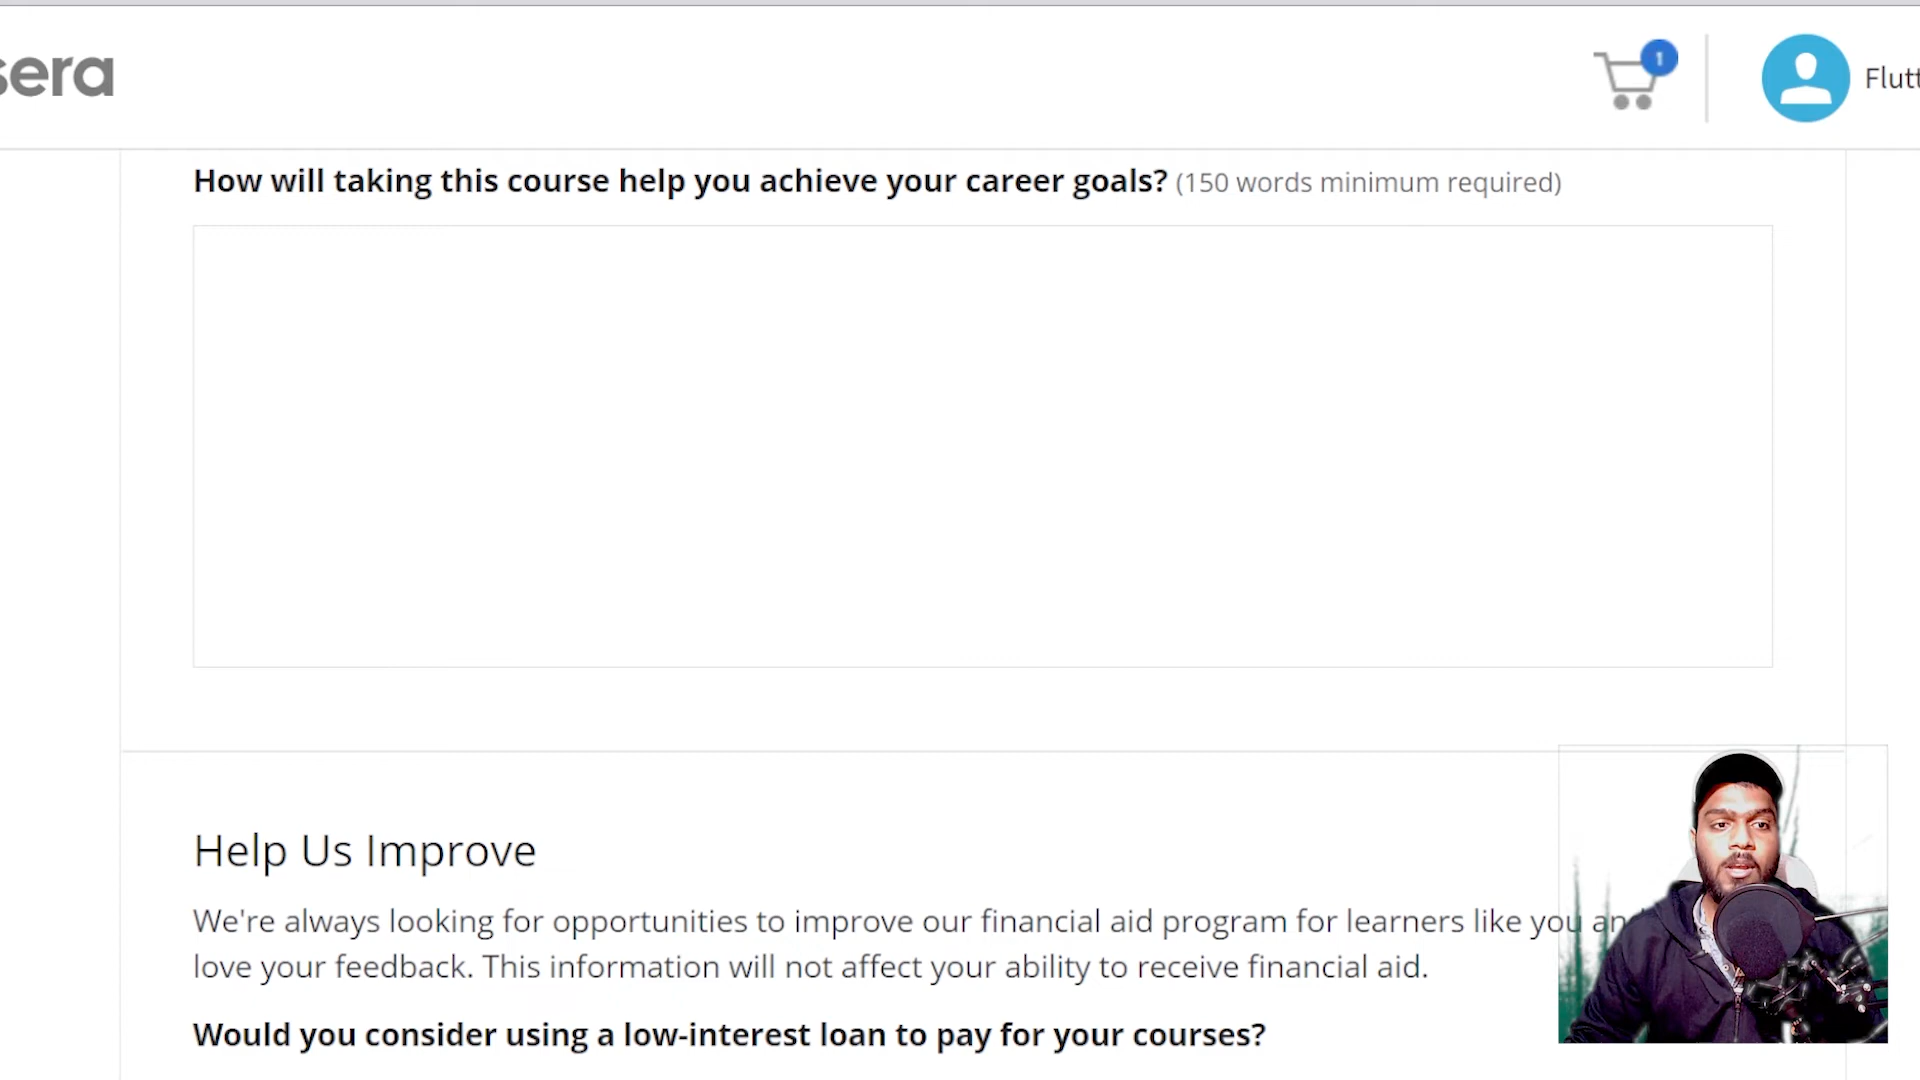 sera
1
Flutt
How will taking this course help you achieve your career goals? (150 words minimum required)
Help Us Improve
We're always looking for opportunities to improve our financial aid program for learners like you an
love your feedback. This information will not affect your ability to receive financial aid.
Would you consider using a low-interest loan to pay for your courses?